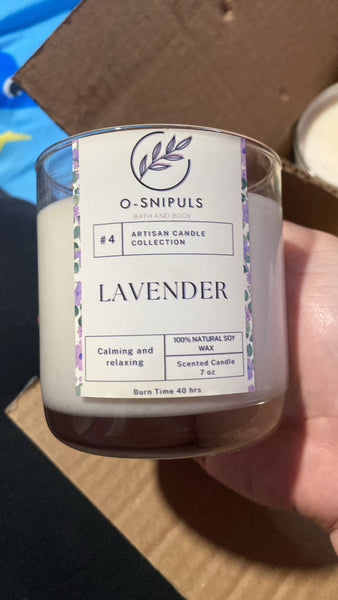 O-SNIPULS
BATH AND BODY
#4
ARTISAN CANDLE
COLLECTION
LAVENDER
Calming and
relaxing
100% NATURAL SOY
WAX
Scented Candle
7 oz
Burn Time 40 hrs